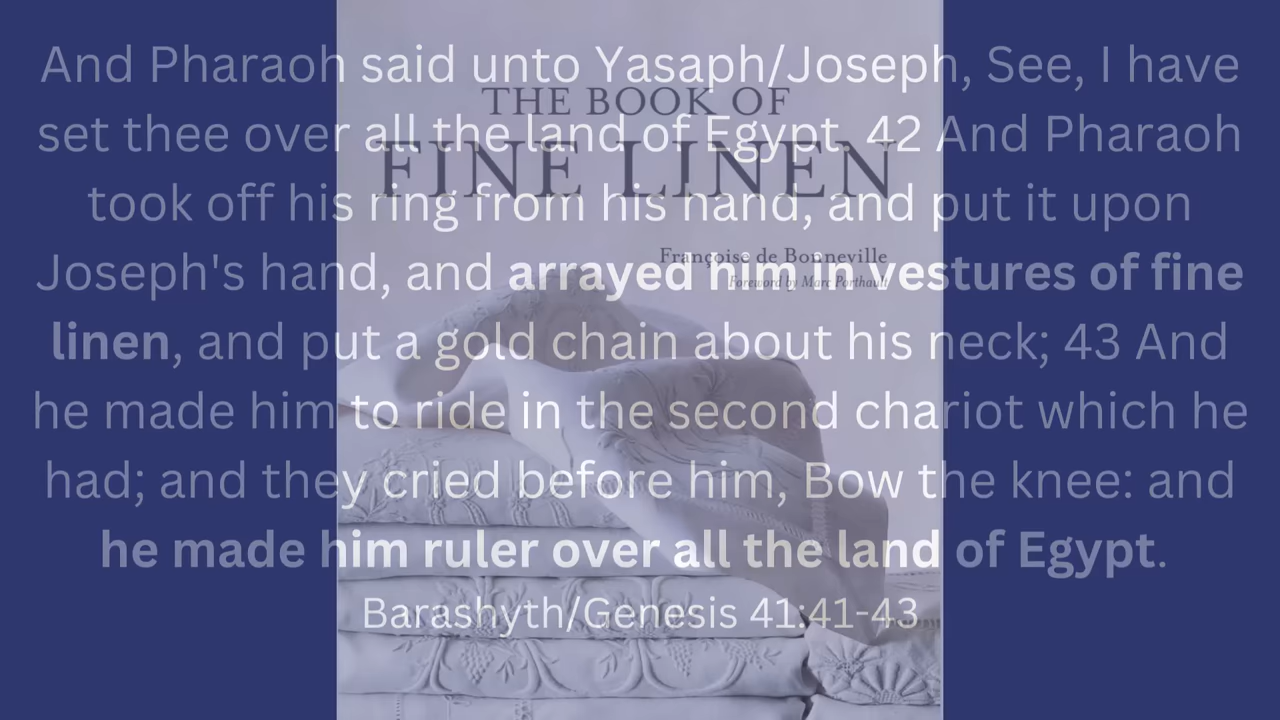 And Pharaoh said unto Yasaph/Joseph, See, I have
set thee over all the land of Egypt. 42 And Pharaoh
took off his ring from his hand, and put it upon
Joseph's hand, and arrayed him in vestures of fine
linen, and put a gold chain about his neck; 43 And
he made him to ride in the second chariot which he
had; and they cried before him, Bow the knee: and
he made him ruler over all the land of Egypt.
Barashyth/Genesis 41:41-43
THE BOOK OF
FINE LINEN
Françoise de Bonneville
Foreword by Marc Porthault